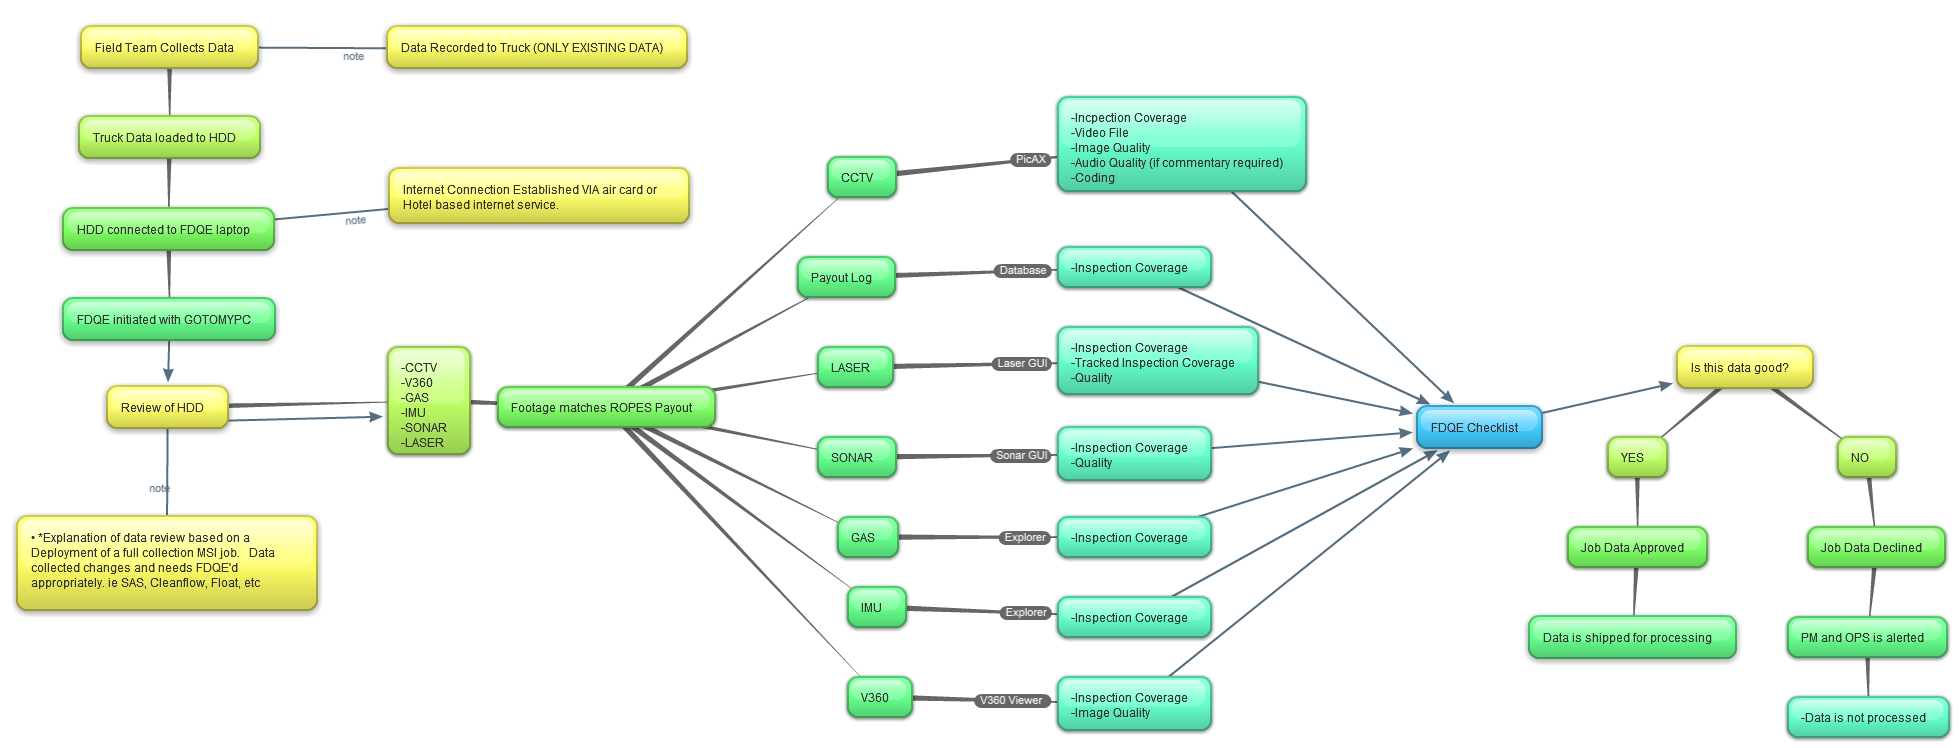 Field Team Collects Data
note
Data Recorded to Truck (ONLY EXISTING DATA)
Truck Data loaded to HDD
HDD connected to FDQE laptop
note
Internet Connection Established VIA air card or
Hotel based internet service.
FDQE initiated with GOTOMYPC
Review of HDD
note
• *Explanation of data review based on a
Deployment of a full collection MSI job. Data
collected changes and needs FDQE'd
appropriately. ie SAS, Cleanflow, Float, etc
-CCTV
-V360
-GAS
-IMU
-SONAR
-LASER
Footage matches ROPES Payout
CCTV
PicAX
-Incpection Coverage
-Video File
-Image Quality
-Audio Quality (if commentary required)
-Coding
Payout Log
Database
-Inspection Coverage
LASER
Laser GUI
-Inspection Coverage
-Tracked Inspection Coverage
-Quality
SONAR
Sonar GUI
-Inspection Coverage
-Quality
GAS
Explorer
-Inspection Coverage
IMU
Explorer
-Inspection Coverage
V360
V360 Viewer
-Inspection Coverage
-Image Quality
FDQE Checklist
Is this data good?
YES
Job Data Approved
Data is shipped for processing
NO
Job Data Declined
PM and OPS is alerted
-Data is not processed